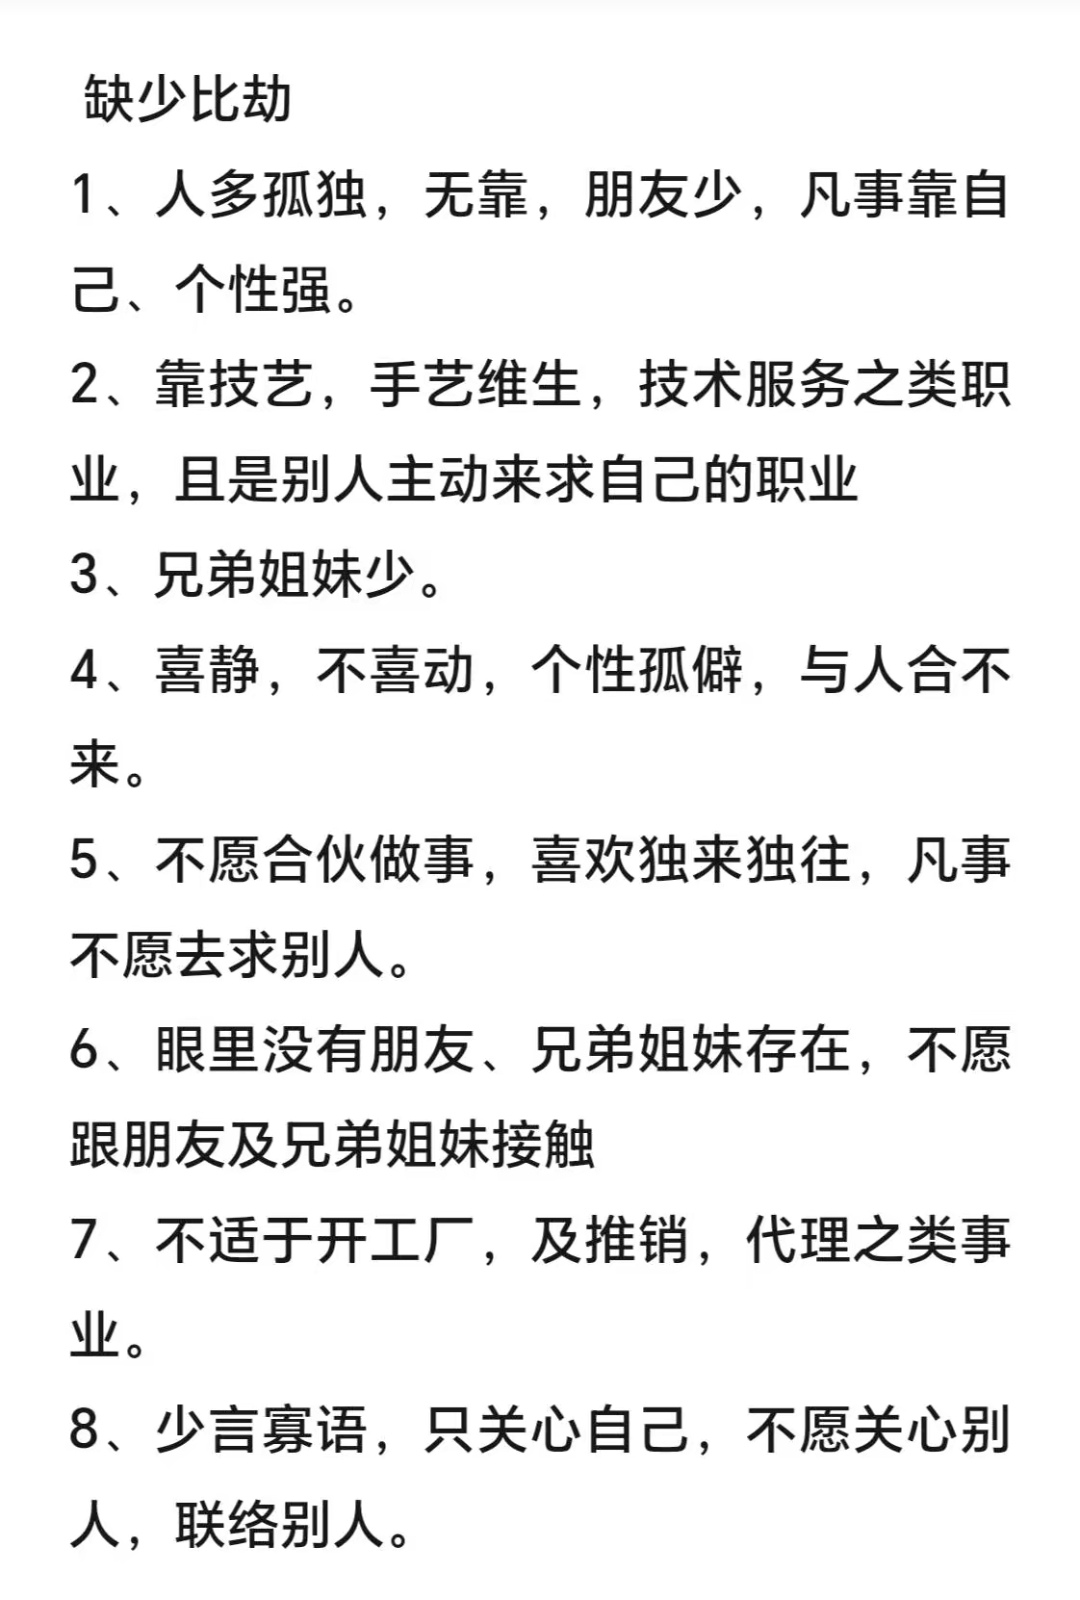 缺少比劫
1、人多孤独，无靠，朋友少，凡事靠自
己、个性强。
2、靠技艺，手艺维生，技术服务之类职
业，且是别人主动来求自己的职业
3、兄弟姐妹少。
4、喜静，不喜动，个性孤僻，与人合不
来。
5、不愿合伙做事，喜欢独来独往，凡事
不愿去求别人。
6、眼里没有朋友、兄弟姐妹存在，不愿
跟朋友及兄弟姐妹接触
7、不适于开工厂，及推销，代理之类事
业。
8、少言寡语，只关心自己，不愿关心别
人，联络别人。